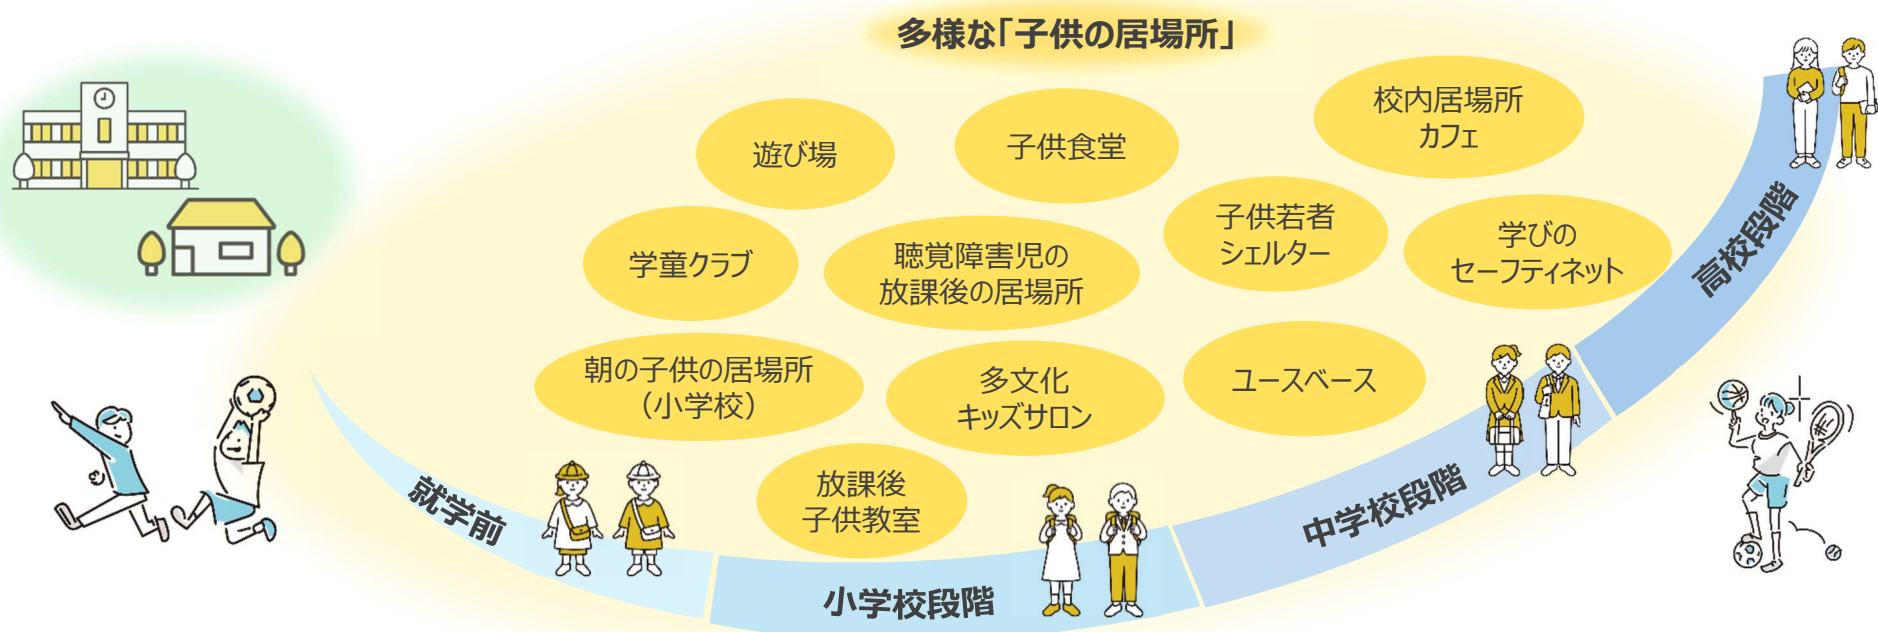 多様な「子供の居場所」
遊び場
子供食堂
校内居場所
カフェ
学童クラブ
聴覚障害児の
放課後の居場所
子供若者
シェルター
学びの
セーフティネット
朝の子供の居場所
（小学校）
多文化
キッズサロン
ユースベース
放課後
子供教室
就学前
小学校段階
中学校段階
高校段階